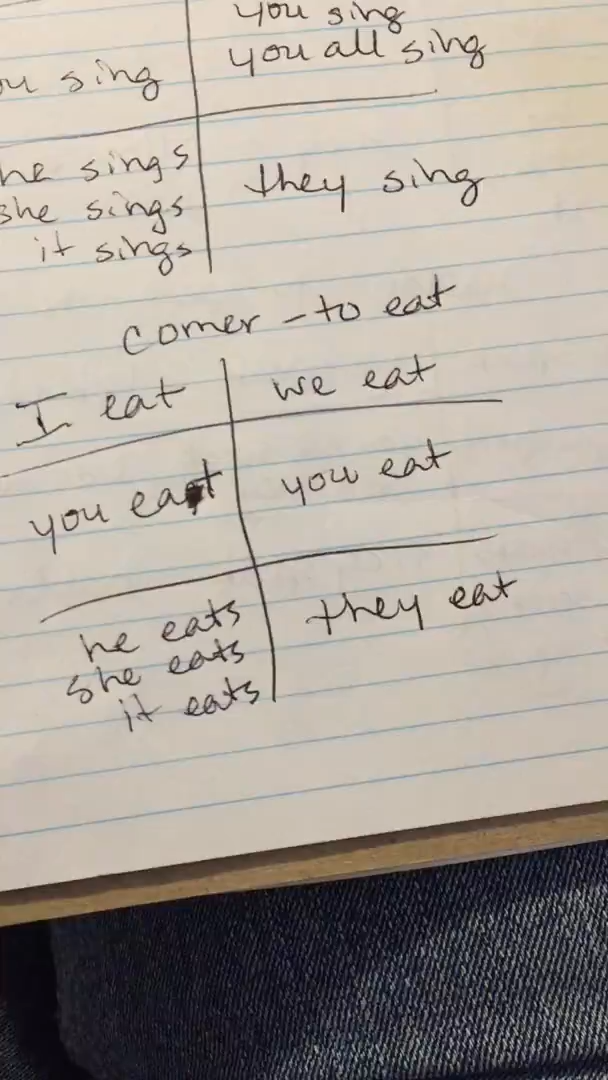 you sing
you all sing
ou sing
he sings
they sing
she sings
it sings
comer - to eat
I eat
we eat
you eat
you eat
he eats
they eat
she eats
it eats